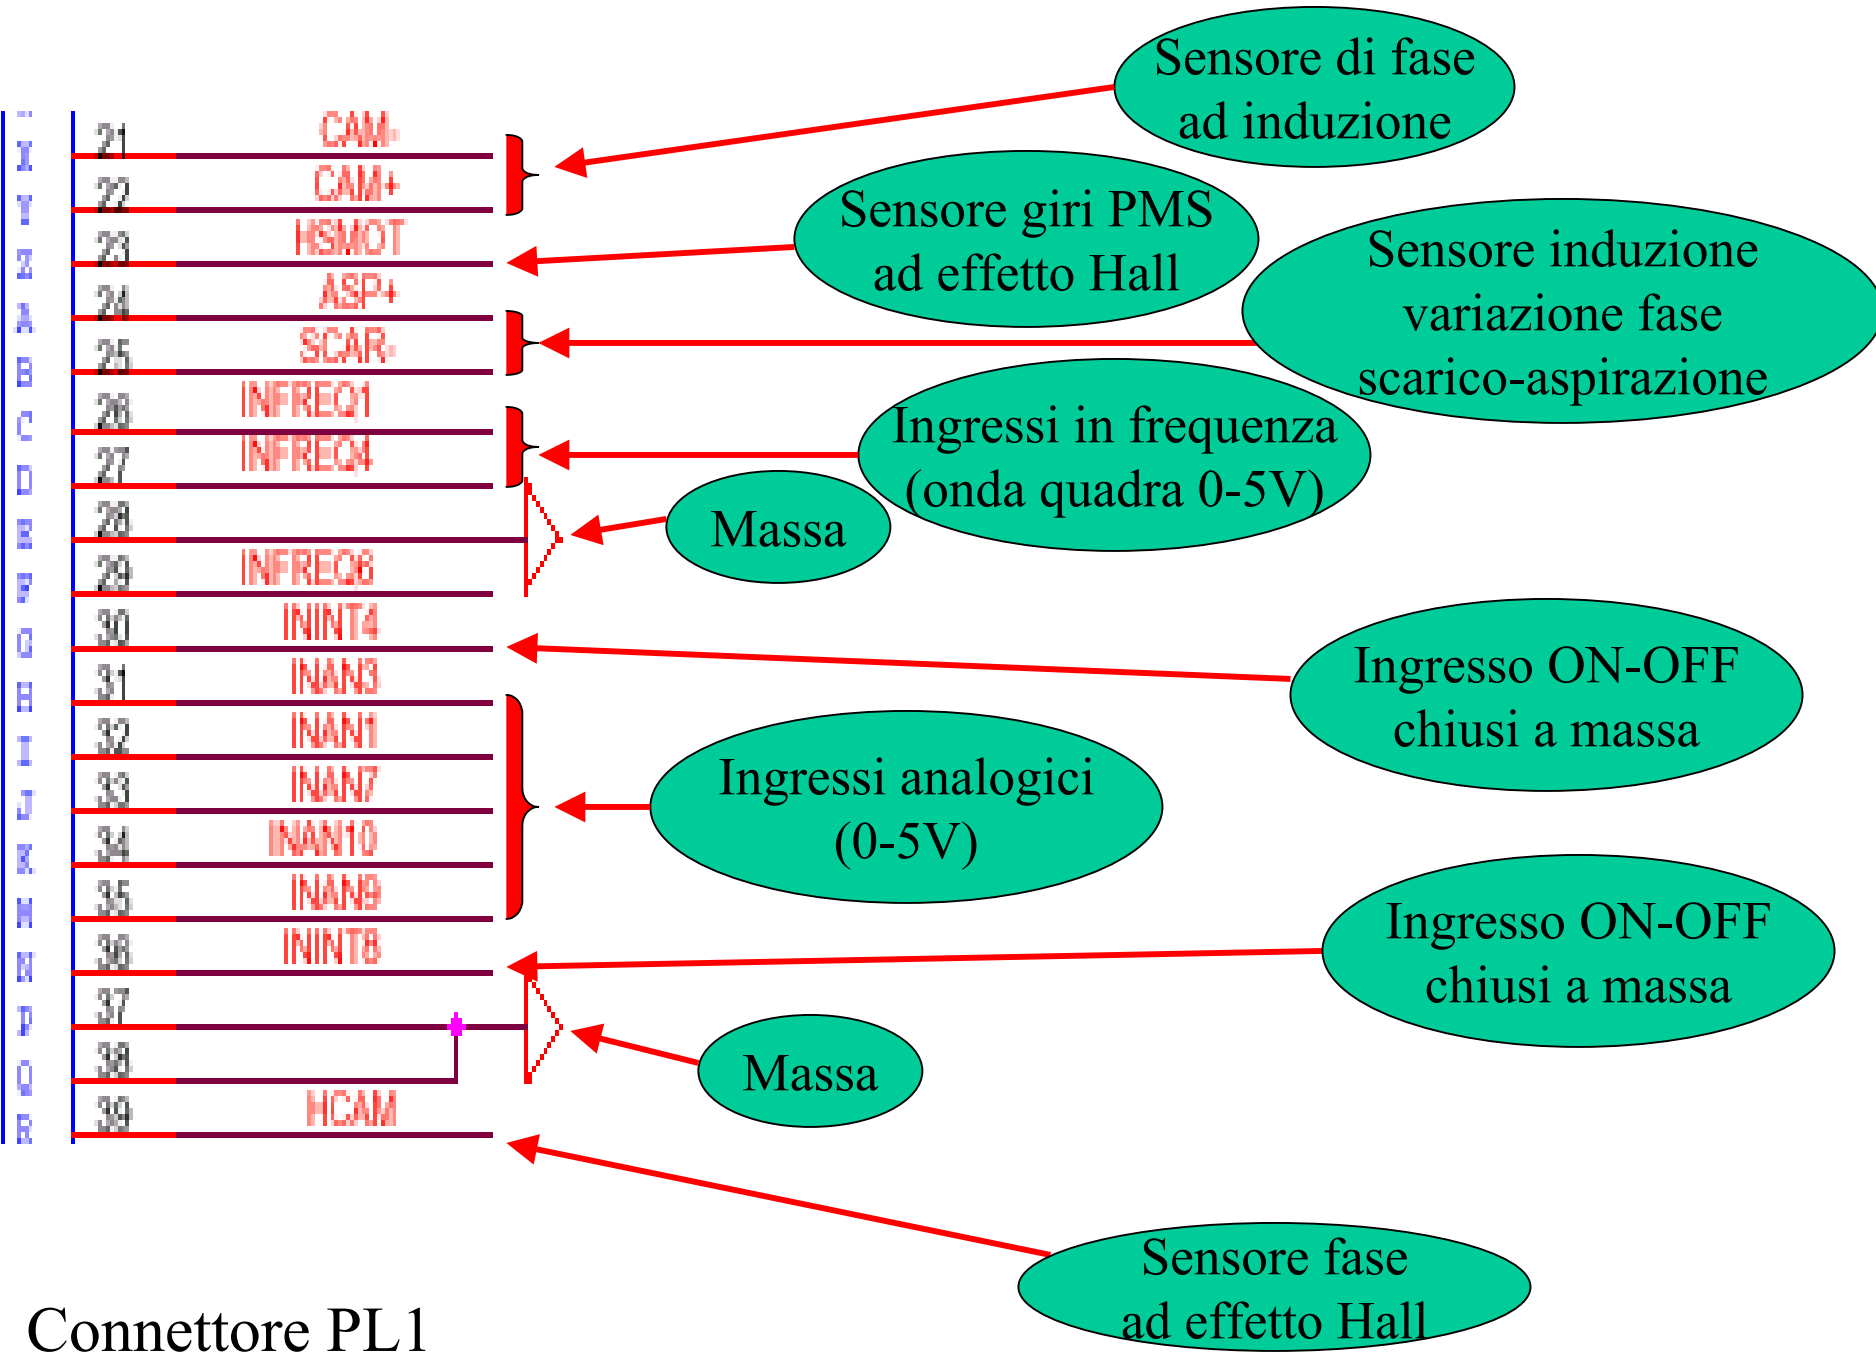 Sensore di fase
ad induzione
21 CAM-
X
22 CAM+
Y
Sensore giri PMS
ad effetto Hall
23 HSMOT
Z
Sensore induzione
variazione fase
scarico-aspirazione
24 ASP+
A
25 SCAR-
B
26 INFREQ1
C
Ingressi in frequenza
(onda quadra 0-5V)
27 INFREQ4
D
28
E
Massa
29 INFREQ6
F
30 ININT4
G
Ingresso ON-OFF
chiusi a massa
31 INAN3
H
32 INAN1
I
33 INAN7
J
Ingressi analogici
(0-5V)
34 INAN10
K
35 INAN9
M
Ingresso ON-OFF
chiusi a massa
36 ININT8
N
37
P
38
Q
Massa
39 HCAM
R
Sensore fase
ad effetto Hall
Connettore PL1